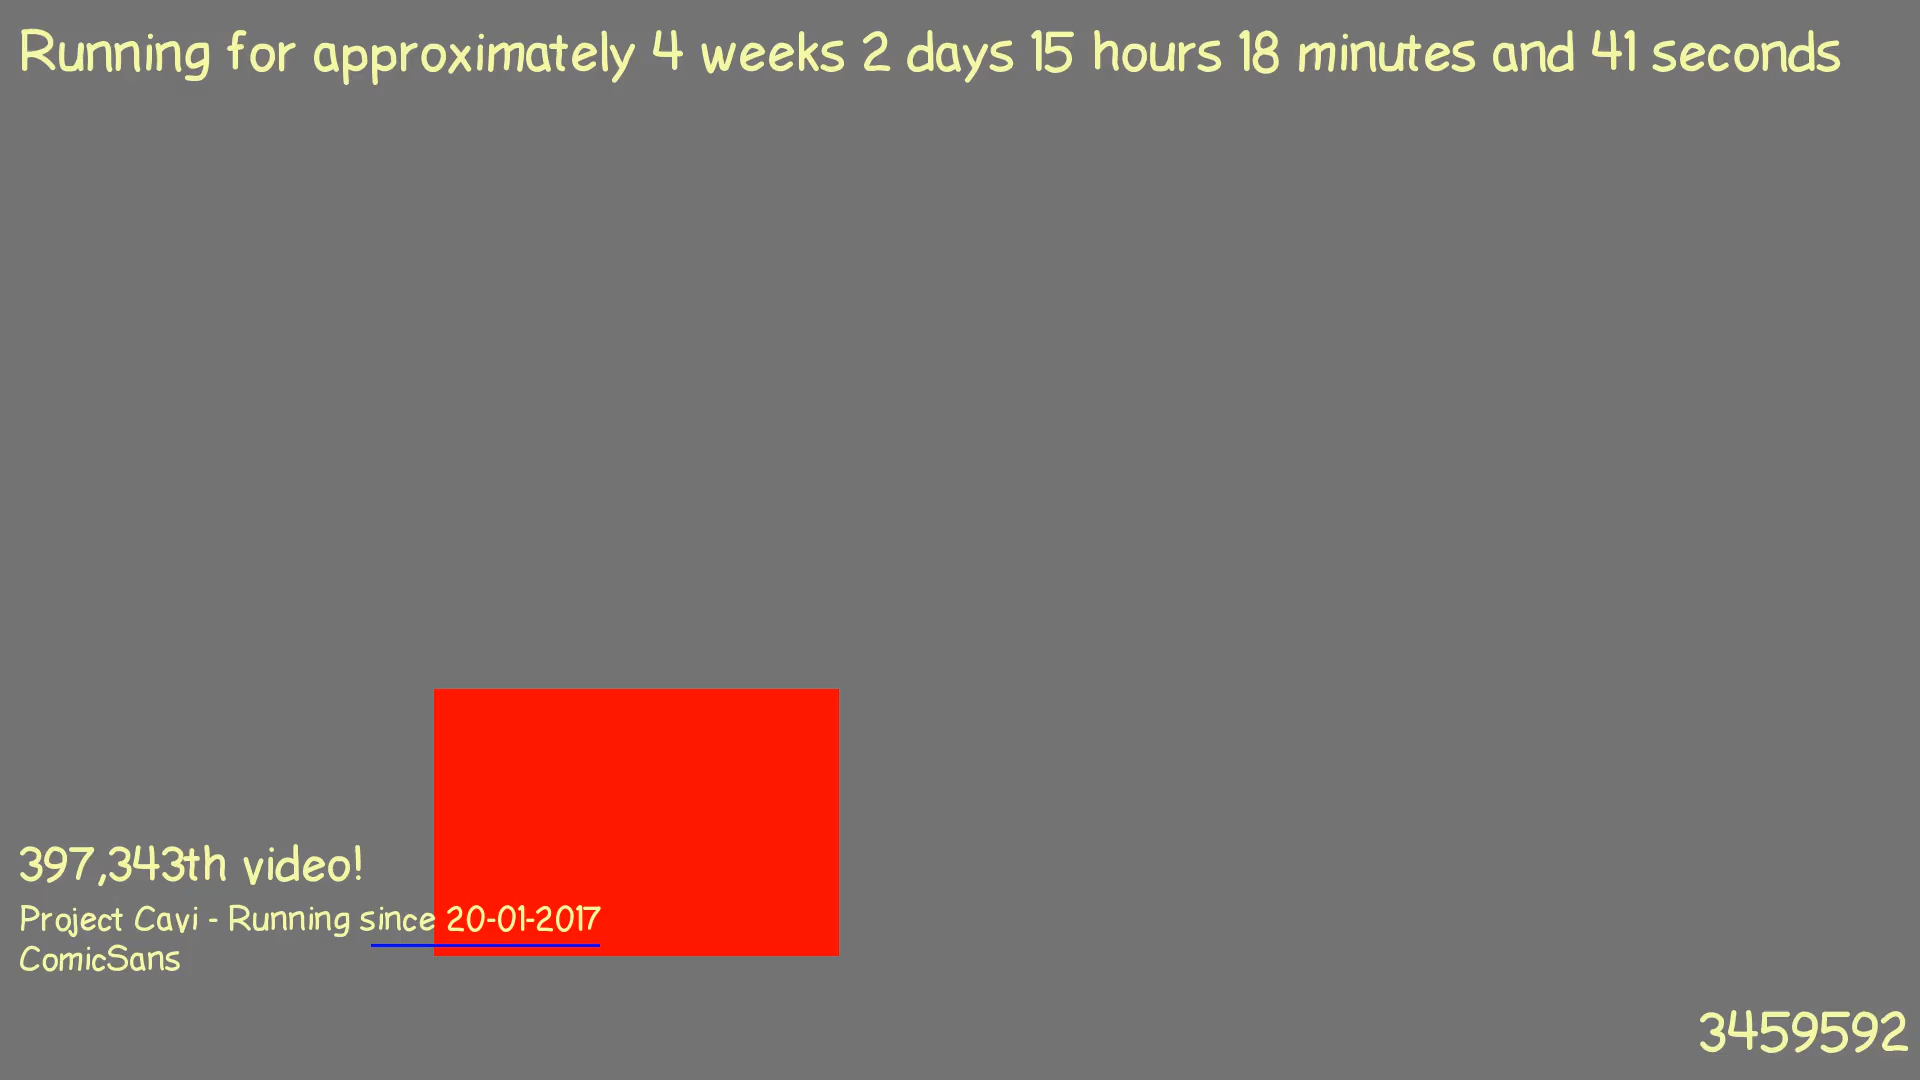 Running for approximately 4 weeks 2 days 15 hours 18 minutes and 41 seconds
397,343th video!
Project Cavi - Running since 20-01-2017
ComicSans
3459592